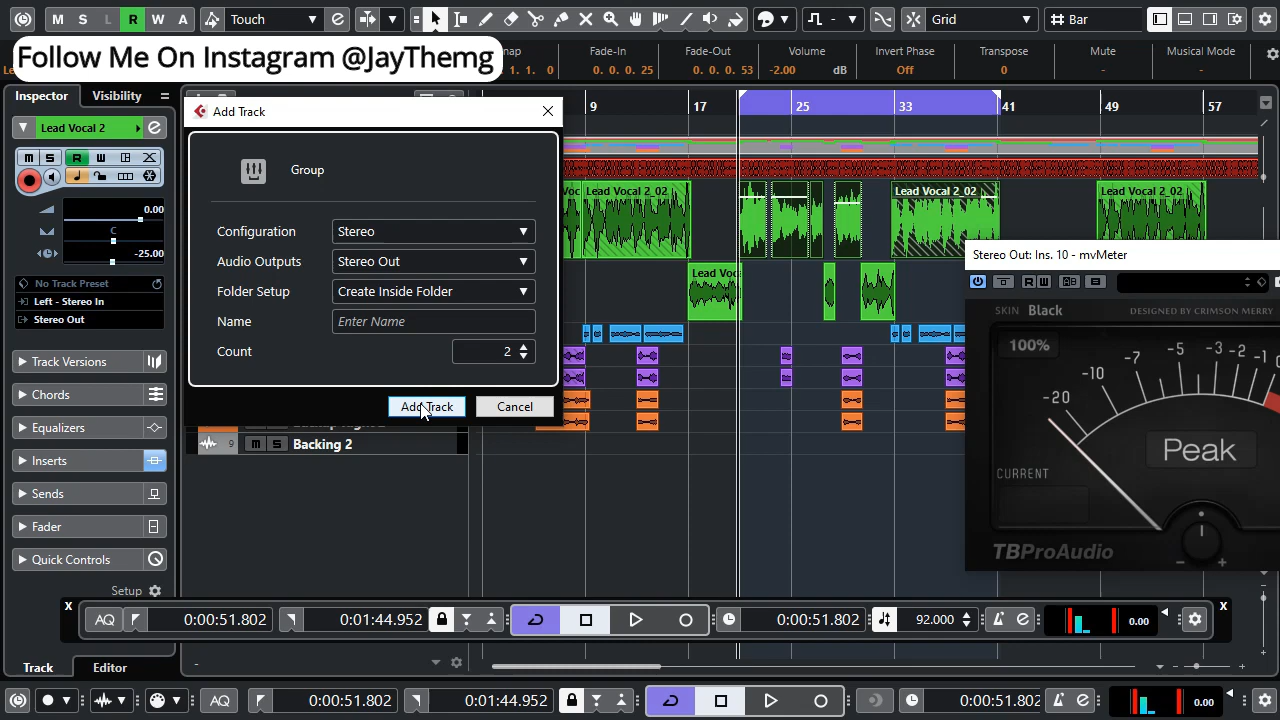 M S L R W A Touch Grid Bar
Follow Me On Instagram @JayThemg
Fade-In Fade-Out Volume Invert Phase Transpose Mute Musical Mode
1. 1. 0 0. 0. 0. 25 0. 0. 0. 53 -2.00 dB Off 0 - -
Inspector Visibility
Add Track
9 17 25 33 41 49 57
Lead Vocal 2
M S R W
Group
0.00
C
-25.00
Configuration Stereo
Audio Outputs Stereo Out
Folder Setup Create Inside Folder
Name Enter Name
Count 2
Add Track Cancel
Lead Vocal 2_02 Lead Vocal 2_02 Lead Vocal 2_02
Lead Voc
No Track Preset
Left - Stereo In
Stereo Out
Track Versions
Chords
Equalizers
Inserts
Sends
Fader
Quick Controls
Setup
9 M S Backing 2
Stereo Out: Ins. 10 - mvMeter
R W
SKIN Black DESIGNED BY CRIMSON MERRY
100%
-20 -10 -7 -5 -3 -2 -1
Peak
CURRENT
TBProAudio
- +
X AQ 0:00:51.802 0:01:44.952 0:00:51.802 92.000 0.00 X
Track Editor
-
AQ 0:00:51.802 0:01:44.952 0:00:51.802 0.00